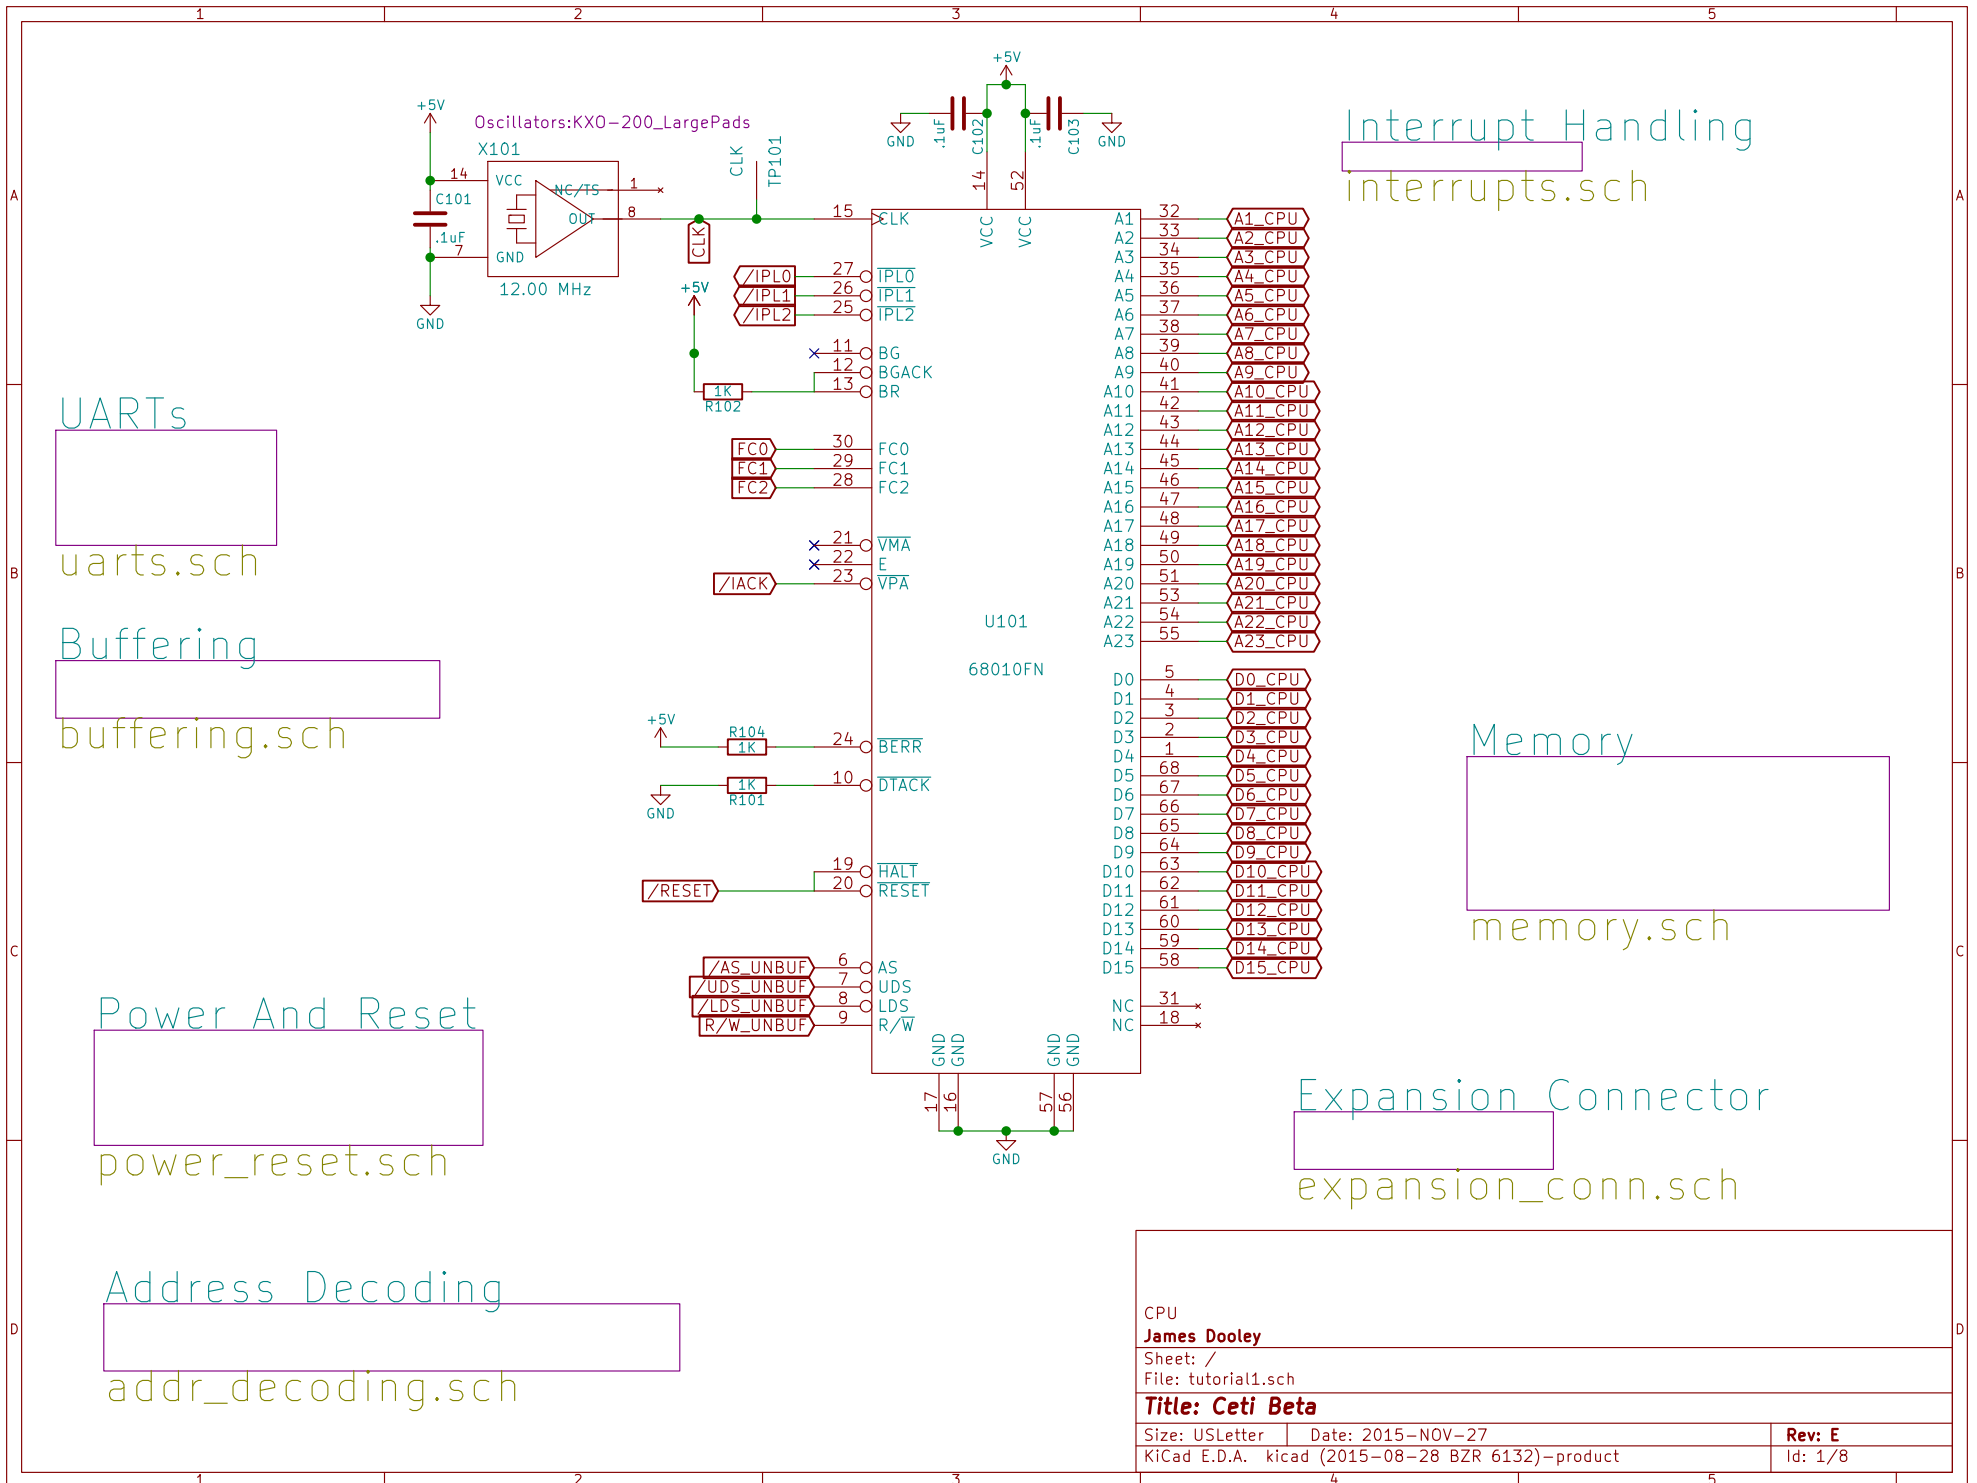 1 2 3 4 5
A
B
C
D
A
B
C
D
+5V
Oscillators:KXO-200_LargePads
X101
14
VCC
NC/TS
1
C101
.1uF
OUT
8
7
GND
12.00 MHz
GND
CLK
TP101
CLK
+5V
GND
.1uF
C102
.1uF
C103
GND
14
52
VCC
VCC
15 CLK
/IPL0 27 IPL0
/IPL1 26 IPL1
/IPL2 25 IPL2
+5V
11 BG
12 BGACK
13 BR
1K
R102
FC0 30 FC0
FC1 29 FC1
FC2 28 FC2
21 VMA
22 E
/IACK 23 VPA
U101
68010FN
+5V
R104
1K
24 BERR
GND
1K
R101
10 DTACK
19 HALT
/RESET 20 RESET
/AS_UNBUF 6 AS
/UDS_UNBUF 7 UDS
/LDS_UNBUF 8 LDS
R/W_UNBUF 9 R/W
A1 32 A1_CPU
A2 33 A2_CPU
A3 34 A3_CPU
A4 35 A4_CPU
A5 36 A5_CPU
A6 37 A6_CPU
A7 38 A7_CPU
A8 39 A8_CPU
A9 40 A9_CPU
A10 41 A10_CPU
A11 42 A11_CPU
A12 43 A12_CPU
A13 44 A13_CPU
A14 45 A14_CPU
A15 46 A15_CPU
A16 47 A16_CPU
A17 48 A17_CPU
A18 49 A18_CPU
A19 50 A19_CPU
A20 51 A20_CPU
A21 53 A21_CPU
A22 54 A22_CPU
A23 55 A23_CPU
D0 5 D0_CPU
D1 4 D1_CPU
D2 3 D2_CPU
D3 2 D3_CPU
D4 1 D4_CPU
D5 68 D5_CPU
D6 67 D6_CPU
D7 66 D7_CPU
D8 65 D8_CPU
D9 64 D9_CPU
D10 63 D10_CPU
D11 62 D11_CPU
D12 61 D12_CPU
D13 60 D13_CPU
D14 59 D14_CPU
D15 58 D15_CPU
NC 31
NC 18
GND
GND
GND
GND
17
16
57
56
GND
UARTs
uarts.sch
Buffering
buffering.sch
Power And Reset
power_reset.sch
Address Decoding
addr_decoding.sch
Interrupt Handling
interrupts.sch
Memory
memory.sch
Expansion Connector
expansion_conn.sch
CPU
James Dooley
Sheet: /
File: tutorial1.sch
Title: Ceti Beta
Size: USLetter Date: 2015-NOV-27 Rev: E
KiCad E.D.A. kicad (2015-08-28 BZR 6132)-product Id: 1/8
1 2 3 4 5